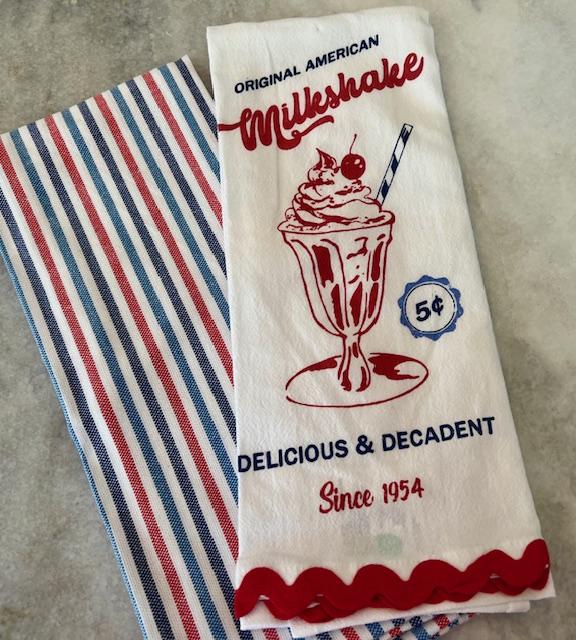 ORIGINAL AMERICAN
Milkshake
5¢
DELICIOUS & DECADENT
Since 1954